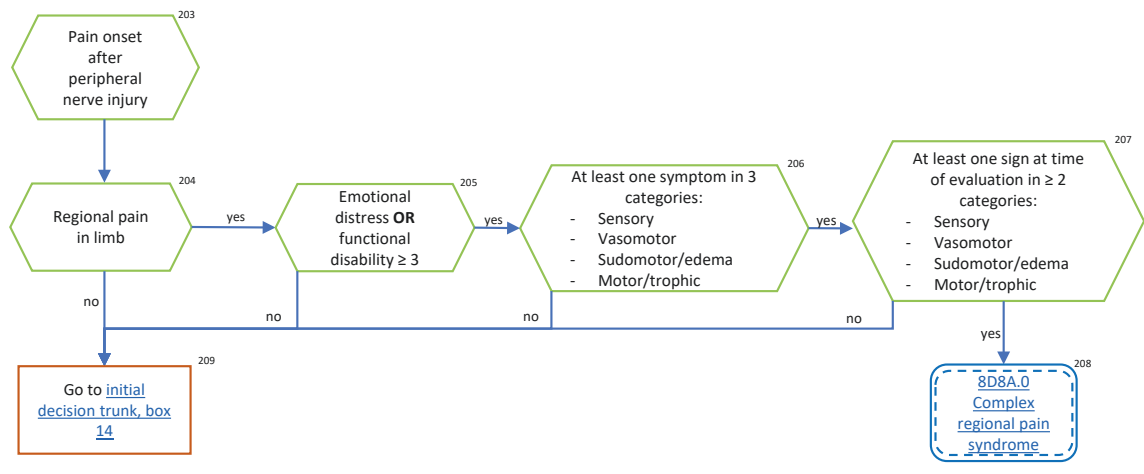 203
Pain onset
after
peripheral
nerve injury
204
Regional pain
in limb
yes
205
Emotional
distress OR
functional
disability ≥ 3
yes
206
At least one symptom in 3
categories:
- Sensory
- Vasomotor
- Sudomotor/edema
- Motor/trophic
yes
207
At least one sign at time
of evaluation in ≥ 2
categories:
- Sensory
- Vasomotor
- Sudomotor/edema
- Motor/trophic
no
no
no
no
yes
209
Go to initial
decision trunk, box
14
208
8D8A.0
Complex
regional pain
syndrome